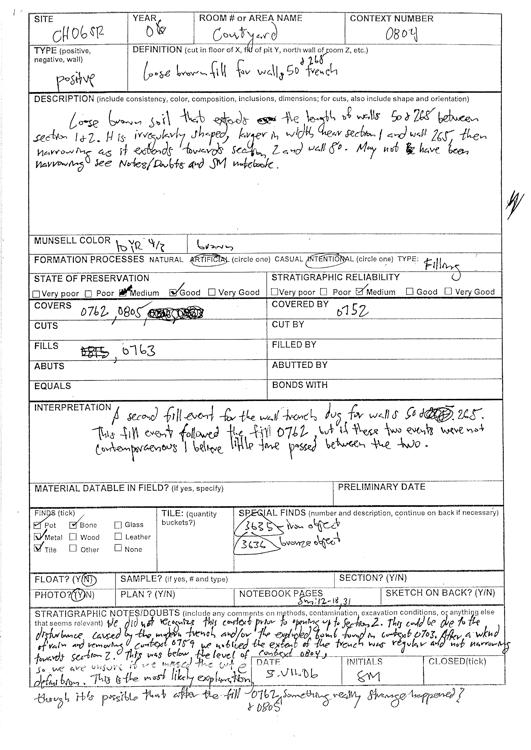 SITE CHO6SR
YEAR 06
ROOM # or AREA NAME Courtyard
CONTEXT NUMBER 0804
TYPE (positive, negative, wall) positive
DEFINITION (cut in floor of X, fill of pit Y, north wall of room Z, etc.)
Loose brown fill for walls 50 & 268 trench
DESCRIPTION (include consistency, color, composition, inclusions, dimensions; for cuts, also include shape and orientation)
Loose brown soil that extends the length of walls 50 & 268 between
section 1 & 2. It is irregularly shaped, larger in width near section 1 and wall 265, then
narrowing as it extends towards section 2 and wall 80. May not have been
narrowing see Notes/Doubts and SM notebook.
MUNSELL COLOR 10YR 4/3 brown
FORMATION PROCESSES NATURAL ARTIFICIAL (circle one) CASUAL INTENTIONAL (circle one) TYPE: Filling
STATE OF PRESERVATION
Very poor Poor Medium Good Very Good
STRATIGRAPHIC RELIABILITY
Very poor Poor Medium Good Very Good
COVERS 0762, 0805
COVERED BY 0752
CUTS
CUT BY
FILLS 0763
FILLED BY
ABUTS
ABUTTED BY
EQUALS
BONDS WITH
INTERPRETATION A second fill event for the wall trench dug for walls 50 & 265.
This fill event followed the fill 0762, but if these two events were not
contemporaenous I believe little time passed between the two.
MATERIAL DATABLE IN FIELD? (if yes, specify)
PRELIMINARY DATE
FINDS (tick)
Pot Bone Glass
Metal Wood Leather
Tile Other None
TILE: (quantity buckets?)
SPECIAL FINDS (number and description, continue on back if necessary)
3635 - iron object
3636 bronze object
FLOAT? (Y/N)
SAMPLE? (if yes, # and type)
SECTION? (Y/N)
PHOTO? (Y/N)
PLAN? (Y/N)
NOTEBOOK PAGES SM: 12-18, 31
SKETCH ON BACK? (Y/N)
STRATIGRAPHIC NOTES/DOUBTS (include any comments on methods, contamination, excavation conditions, or anything else
that seems relevant) We did not recognize this context prior to opening up section 2. This could be due to the
disturbance caused by the modern trench and/or the exploded bomb found in context 0703. After a wknd
of rain and removing context 0759 we noticed the extent of the trench was regular and not narrowing
towards section 2. This was below the level of context 0804,
so we are unsure if we missed the
definition. This is the most likely explanation
DATE 5.VII.06
INITIALS SM
CLOSED (tick)
though it is possible that after the fill 0762, something really strange happened?
& 0805